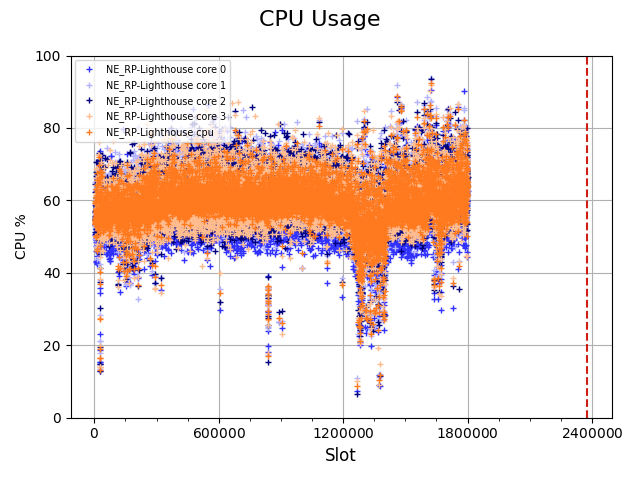 CPU Usage
NE_RP-Lighthouse core 0
NE_RP-Lighthouse core 1
NE_RP-Lighthouse core 2
NE_RP-Lighthouse core 3
NE_RP-Lighthouse cpu
100
80
60
40
20
0
CPU %
0 600000 1200000 1800000 2400000
Slot